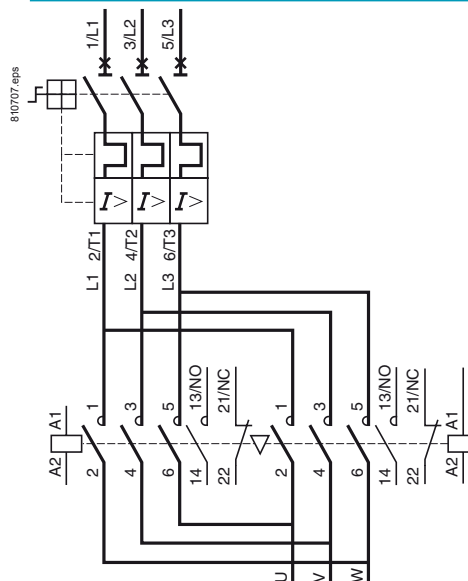 810707.eps
1/L1
3/L2
5/L3
I> I> I>
2/T1
4/T2
6/T3
L1
L2
L3
A1
A2
1
3
5
13/NO
21/NC
2
4
6
14
22
1
3
5
13/NO
21/NC
2
4
6
14
22
A1
A2
U
V
W